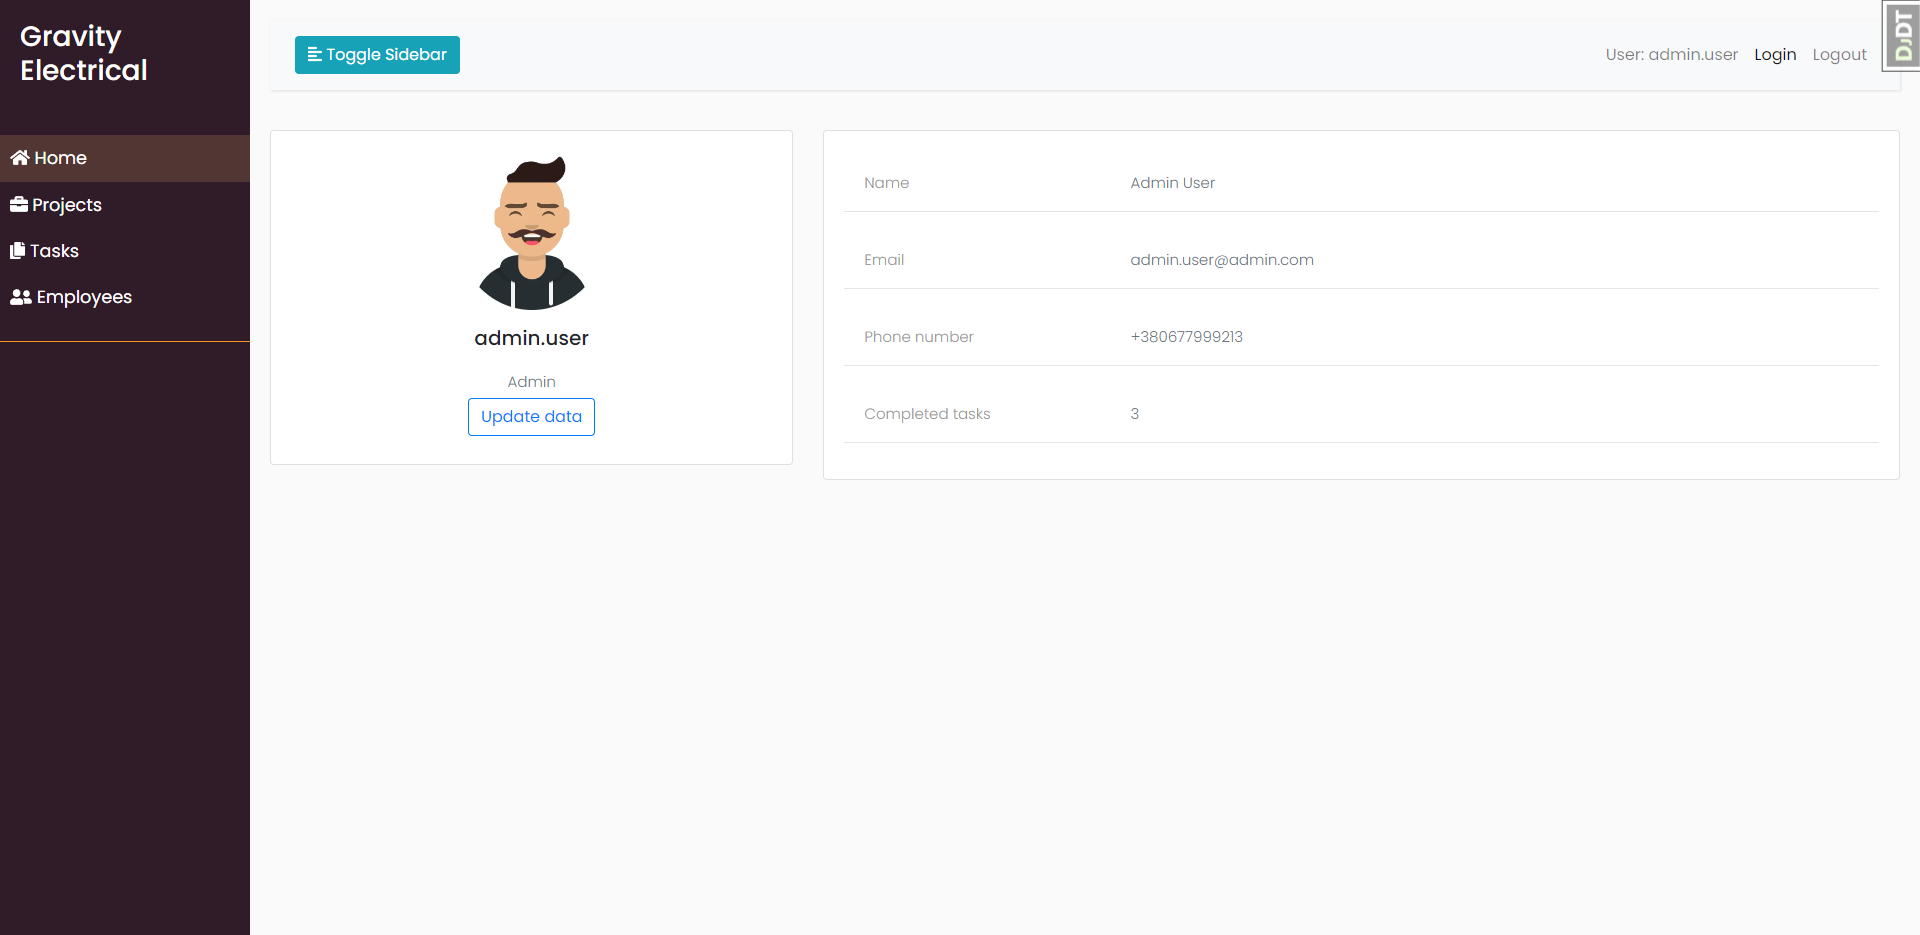 Gravity
Electrical
Home
Projects
Tasks
Employees
Toggle Sidebar
User: admin.user Login Logout
DjDT
admin.user
Admin
Update data
Name Admin User
Email admin.user@admin.com
Phone number +380677999213
Completed tasks 3